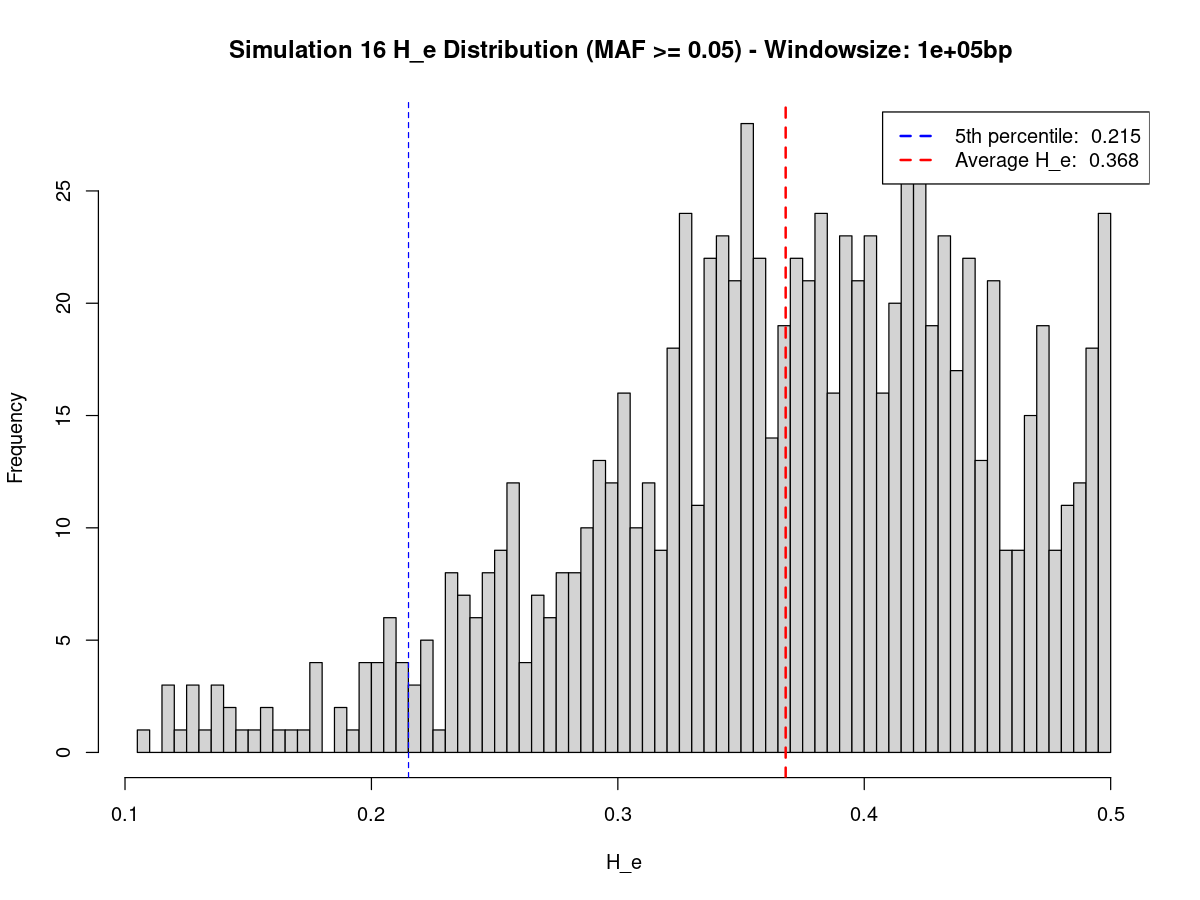 Simulation 16 H_e Distribution (MAF >= 0.05) - Windowsize: 1e+05bp
5th percentile:  0.215
Average H_e:  0.368
Frequency
25
20
15
10
5
0
0.1 0.2 0.3 0.4 0.5
H_e